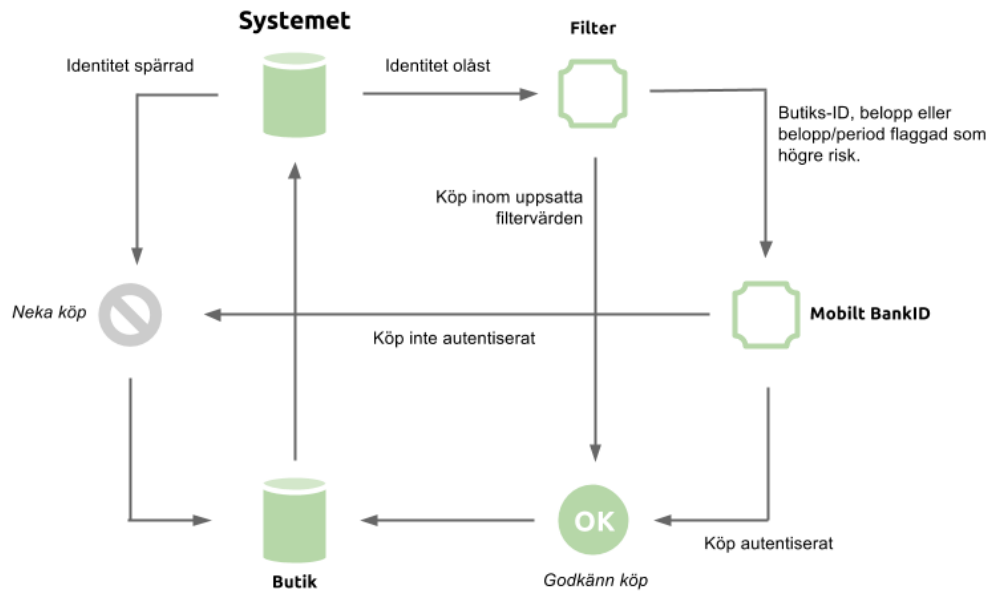 Systemet
Filter
Identitet spärrad
Identitet olåst
Butiks-ID, belopp eller
belopp/period flaggad som
högre risk.
Köp inom uppsatta
filtervärden
Neka köp
Mobilt BankID
Köp inte autentiserat
OK
Köp autentiserat
Butik
Godkänn köp